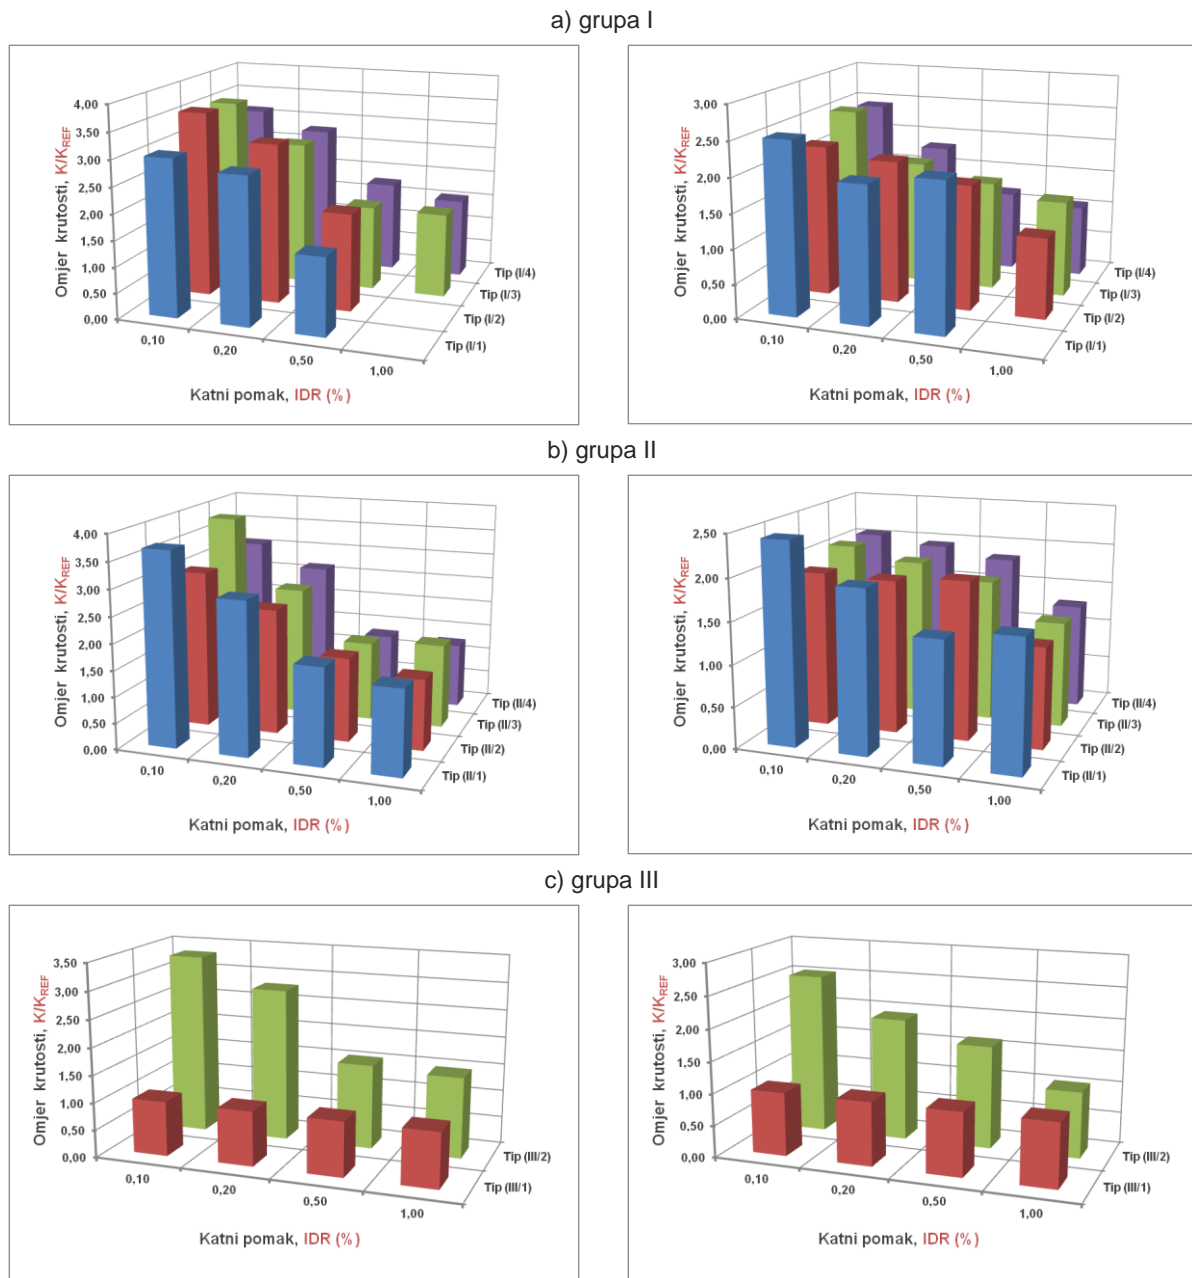 a) grupa I
Omjer krutosti, K/KREF
4,00
3,50
3,00
2,50
2,00
1,50
1,00
0,50
0,00
0,10
0,20
0,50
1,00
Tip (I/4)
Tip (I/3)
Tip (I/2)
Tip (I/1)
Katni pomak, IDR (%)
Omjer krutosti, K/KREF
3,00
2,50
2,00
1,50
1,00
0,50
0,00
0,10
0,20
0,50
1,00
Tip (I/4)
Tip (I/3)
Tip (I/2)
Tip (I/1)
Katni pomak, IDR (%)
b) grupa II
Omjer krutosti, K/KREF
4,00
3,50
3,00
2,50
2,00
1,50
1,00
0,50
0,00
0,10
0,20
0,50
1,00
Tip (II/4)
Tip (II/3)
Tip (II/2)
Tip (II/1)
Katni pomak, IDR (%)
Omjer krutosti, K/KREF
2,50
2,00
1,50
1,00
0,50
0,00
0,10
0,20
0,50
1,00
Tip (II/4)
Tip (II/3)
Tip (II/2)
Tip (II/1)
Katni pomak, IDR (%)
c) grupa III
Omjer krutosti, K/KREF
3,50
3,00
2,50
2,00
1,50
1,00
0,50
0,00
0,10
0,20
0,50
1,00
Tip (III/2)
Tip (III/1)
Katni pomak, IDR (%)
Omjer krutosti, K/KREF
3,00
2,50
2,00
1,50
1,00
0,50
0,00
0,10
0,20
0,50
1,00
Tip (III/2)
Tip (III/1)
Katni pomak, IDR (%)